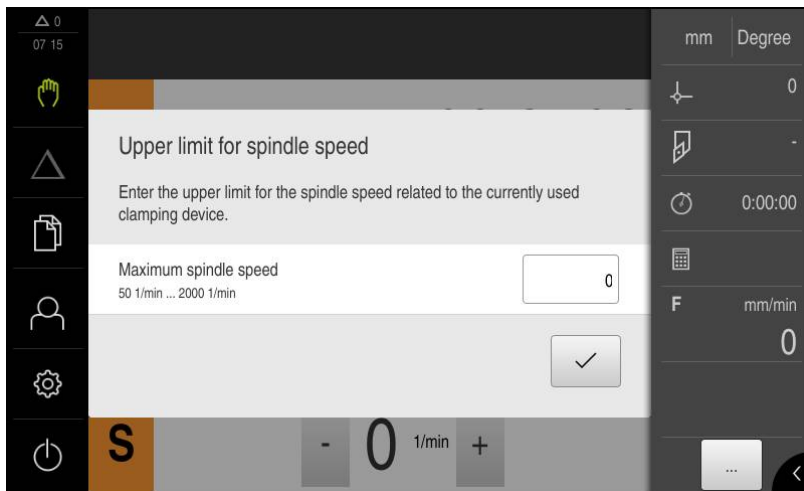 0
07 15
mm Degree
0
Upper limit for spindle speed
Enter the upper limit for the spindle speed related to the currently used
clamping device.
-
0:00:00
Maximum spindle speed
50 1/min ... 2000 1/min
0
F mm/min
0
S
- 0 1/min +
...